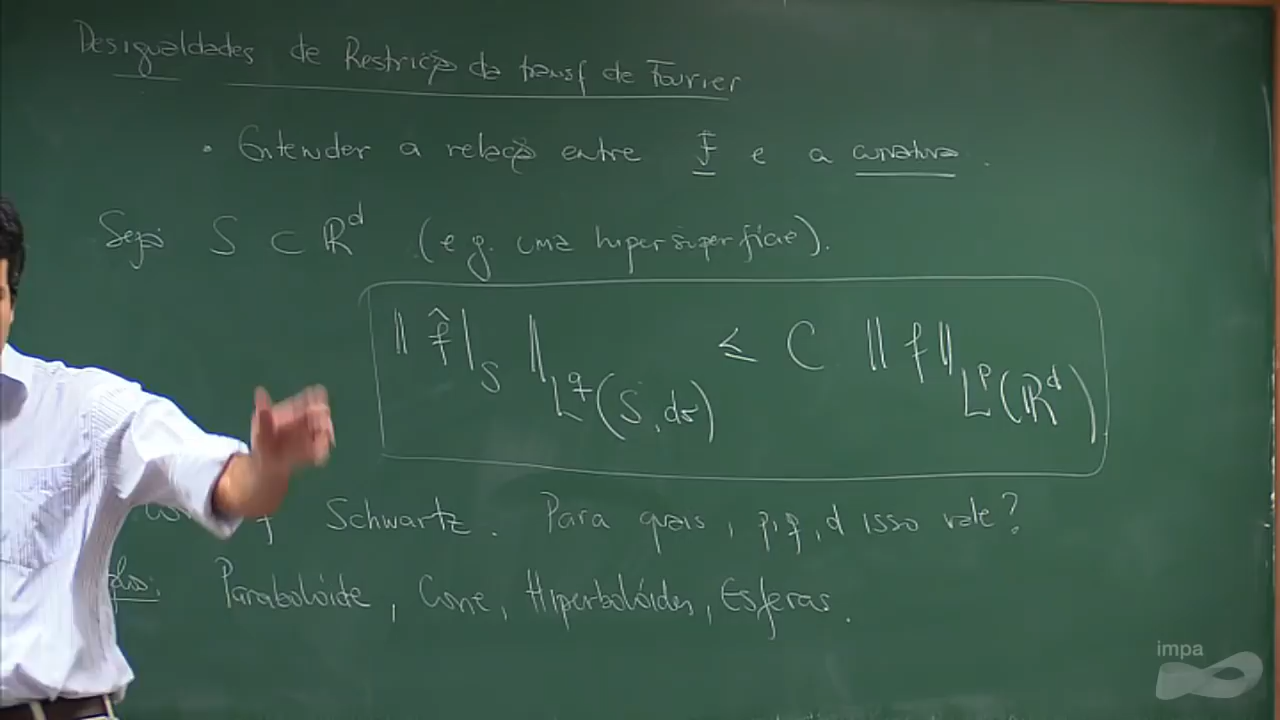 Desigualdades de Restrição da transf de Fourier
• Entender a relação entre f̂ e a curvatura.
Seja S ⊂ ℝ^d (e.g. uma hipersuperfície).
‖ f̂|_S ‖_{L^q(S, dσ)} ≤ C ‖ f ‖_{L^p(ℝ^d)}
f Schwartz. Para quais, p, q, d isso vale?
Parabolóide, Cone, Hiperbolóides, Esferas.
impa